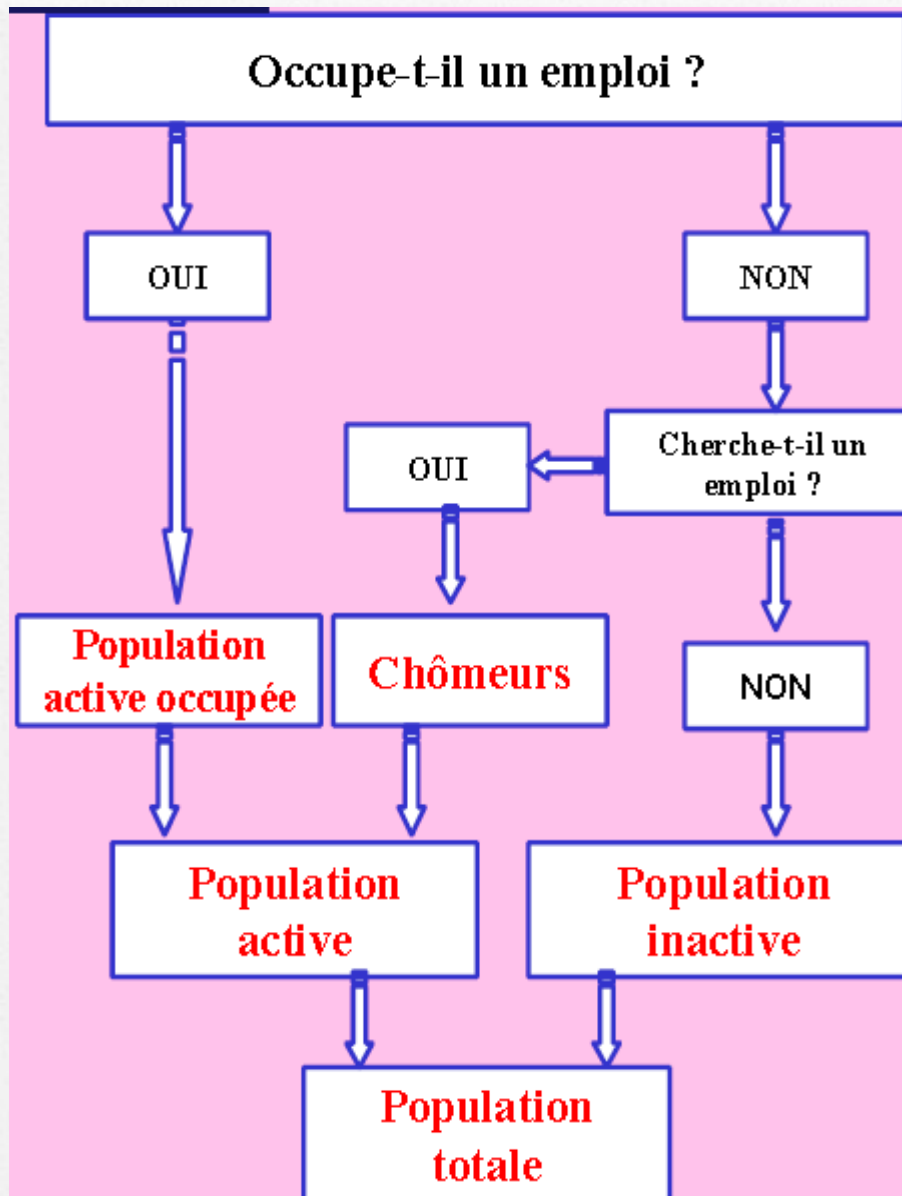 Occupe-t-il un emploi ?
OUI
NON
Cherche-t-il un
emploi ?
OUI
Population
active occupée
Chômeurs
NON
Population
active
Population
inactive
Population
totale